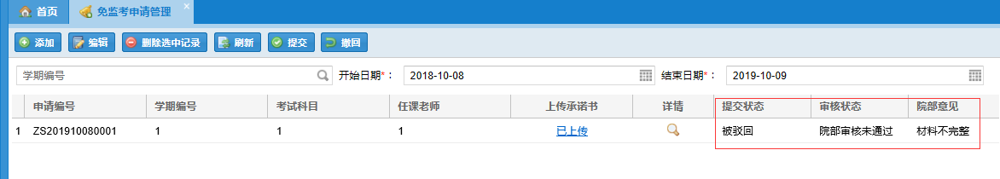 首页 免监考申请管理
添加 编辑 删除选中记录 刷新 提交 撤回
学期编号 开始日期*： 2018-10-08 结束日期*： 2019-10-09
申请编号 学期编号 考试科目 任课老师 上传承诺书 详情 提交状态 审核状态 院部意见
1 ZS201910080001 1 1 1 已上传 被驳回 院部审核未通过 材料不完整